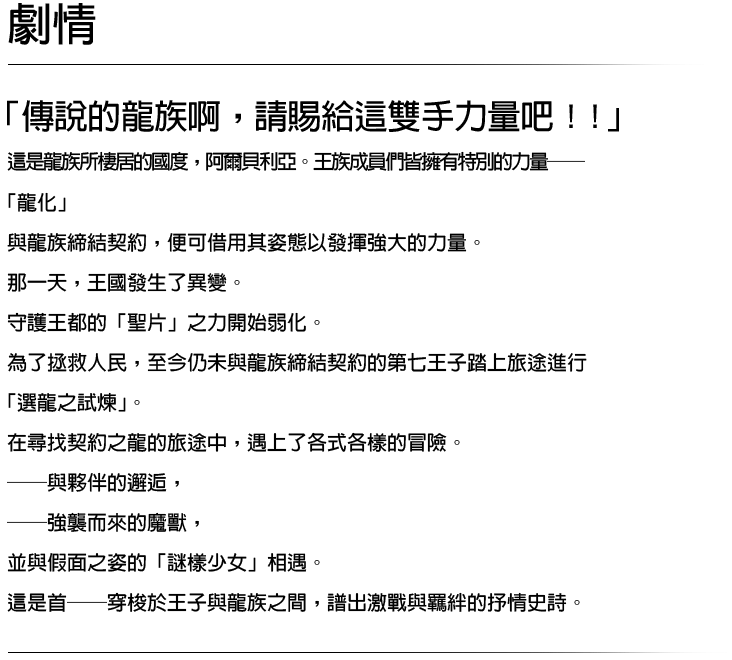 劇情
「傳說的龍族啊，請賜給這雙手力量吧！！」
這是龍族所棲居的國度，阿爾貝利亞。王族成員們皆擁有特別的力量──
「龍化」
與龍族締結契約，便可借用其姿態以發揮強大的力量。
那一天，王國發生了異變。
守護王都的「聖片」之力開始弱化。
為了拯救人民，至今仍未與龍族締結契約的第七王子踏上旅途進行
「選龍之試煉」。
在尋找契約之龍的旅途中，遇上了各式各樣的冒險。
──與夥伴的邂逅，
──強襲而來的魔獸，
並與假面之姿的「謎樣少女」相遇。
這是首──穿梭於王子與龍族之間，譜出激戰與羈絆的抒情史詩。